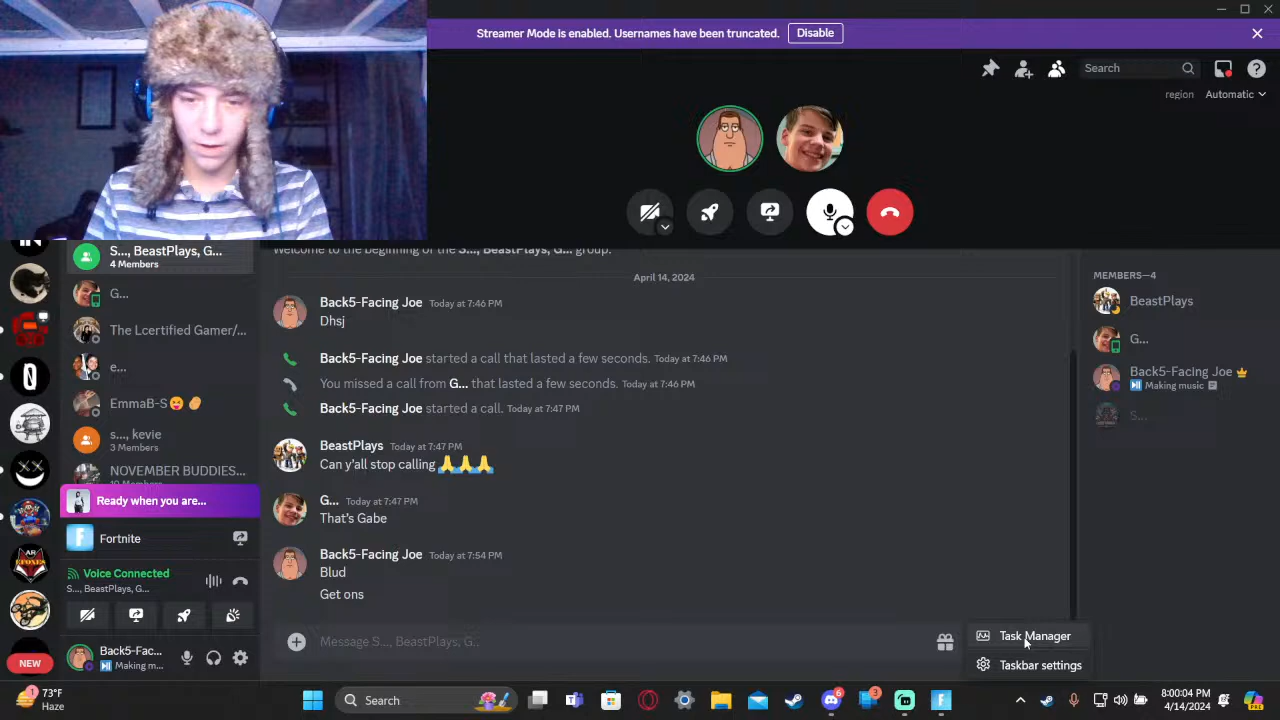 Streamer Mode is enabled. Usernames have been truncated.
Disable
Search
region
Automatic
S..., BeastPlays, G...
4 Members
G...
The Lcertified Gamer/...
e...
EmmaB-S😝🥔
s..., kevie
3 Members
NOVEMBER BUDDIES...
Ready when you are...
Fortnite
Voice Connected
S..., BeastPlays, G...
Back5-Fac...
Making m...
NEW
Welcome to the beginning of the S..., BeastPlays, G... group.
April 14, 2024
Back5-Facing Joe Today at 7:46 PM
Dhsj
Back5-Facing Joe started a call that lasted a few seconds. Today at 7:46 PM
You missed a call from G... that lasted a few seconds. Today at 7:46 PM
Back5-Facing Joe started a call. Today at 7:47 PM
BeastPlays Today at 7:47 PM
Can y'all stop calling 🙏🙏🙏
G... Today at 7:47 PM
That's Gabe
Back5-Facing Joe Today at 7:54 PM
Blud
Get ons
Message S..., BeastPlays, G...
MEMBERS—4
BeastPlays
G...
Back5-Facing Joe
Making music
S...
Task Manager
Taskbar settings
1
73°F
Haze
Search
6
3
8:00:04 PM
4/14/2024